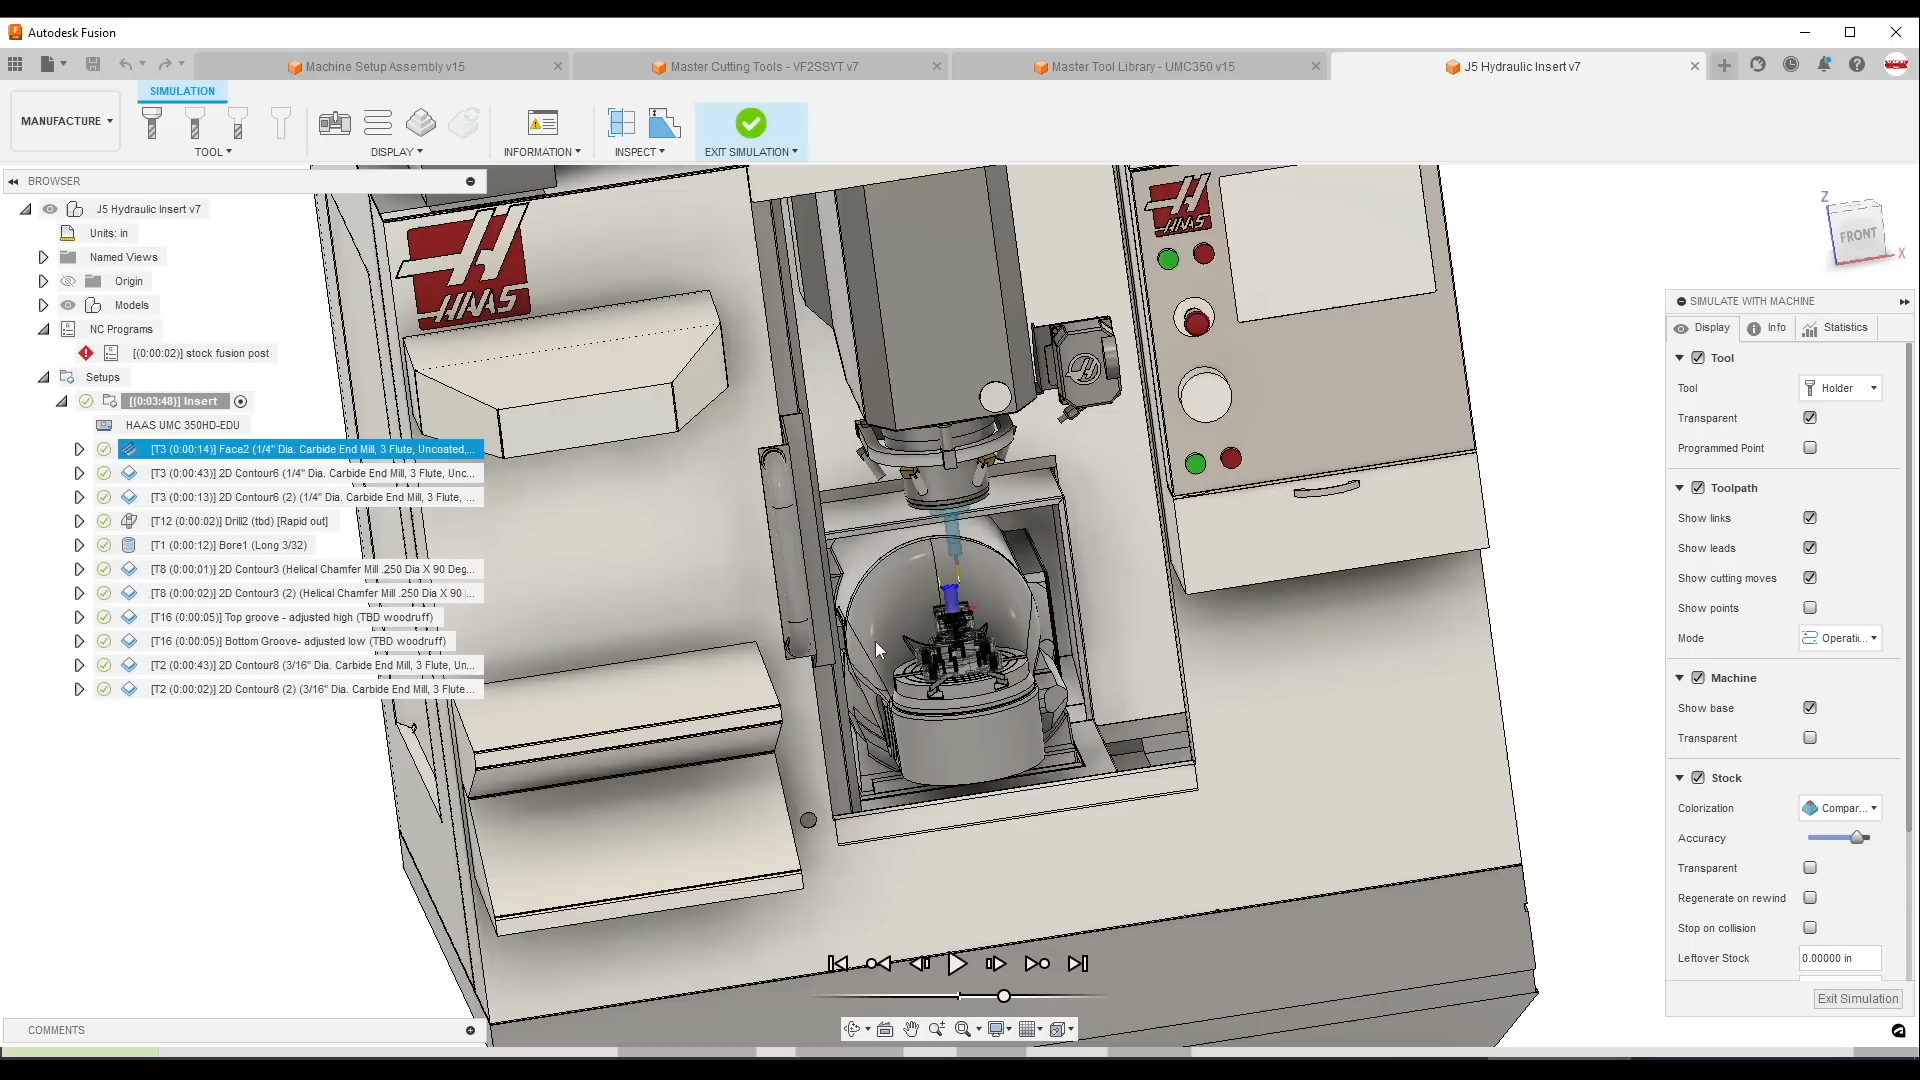 Autodesk Fusion
Machine Setup Assembly v15
Master Cutting Tools - VF2SSYT v7
Master Tool Library - UMC350 v15
J5 Hydraulic Insert v7
SIMULATION
MANUFACTURE
TOOL
DISPLAY
INFORMATION
INSPECT
EXIT SIMULATION
BROWSER
J5 Hydraulic Insert v7
Units: in
Named Views
Origin
Models
NC Programs
[(0:00:02)] stock fusion post
Setups
[(0:03:48)] Insert
HAAS UMC 350HD-EDU
[T3 (0:00:14)] Face2 (1/4" Dia. Carbide End Mill, 3 Flute, Uncoated,...
[T3 (0:00:43)] 2D Contour6 (1/4" Dia. Carbide End Mill, 3 Flute, Unc...
[T3 (0:00:13)] 2D Contour6 (2) (1/4" Dia. Carbide End Mill, 3 Flute, ...
[T12 (0:00:02)] Drill2 (tbd) [Rapid out]
[T1 (0:00:12)] Bore1 (Long 3/32)
[T8 (0:00:01)] 2D Contour3 (Helical Chamfer Mill .250 Dia X 90 Deg...
[T8 (0:00:02)] 2D Contour3 (2) (Helical Chamfer Mill .250 Dia X 90 ...
[T16 (0:00:05)] Top groove - adjusted high (TBD woodruff)
[T16 (0:00:05)] Bottom Groove- adjusted low (TBD woodruff)
[T2 (0:00:43)] 2D Contour8 (3/16" Dia. Carbide End Mill, 3 Flute, Un...
[T2 (0:00:02)] 2D Contour8 (2) (3/16" Dia. Carbide End Mill, 3 Flute...
COMMENTS
HAAS
HAAS
Z
FRONT
X
SIMULATE WITH MACHINE
Display
Info
Statistics
Tool
Tool
Holder
Transparent
Programmed Point
Toolpath
Show links
Show leads
Show cutting moves
Show points
Mode
Operati...
Machine
Show base
Transparent
Stock
Colorization
Compar...
Accuracy
Transparent
Regenerate on rewind
Stop on collision
Leftover Stock
0.00000 in
Exit Simulation